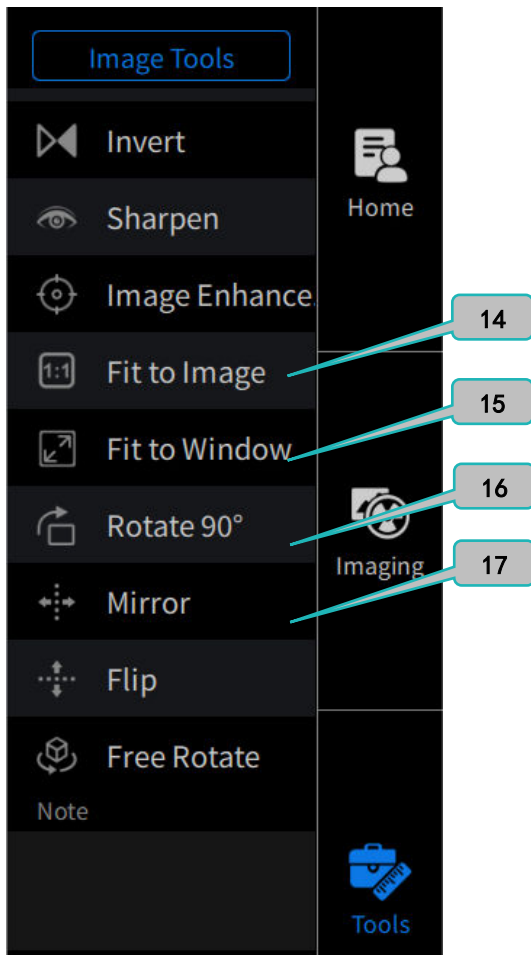 Image Tools
Invert
Sharpen
Home
Image Enhance.
14
1:1
Fit to Image
15
Fit to Window
16
Rotate 90°
Imaging
17
Mirror
Flip
Free Rotate
Note
Tools